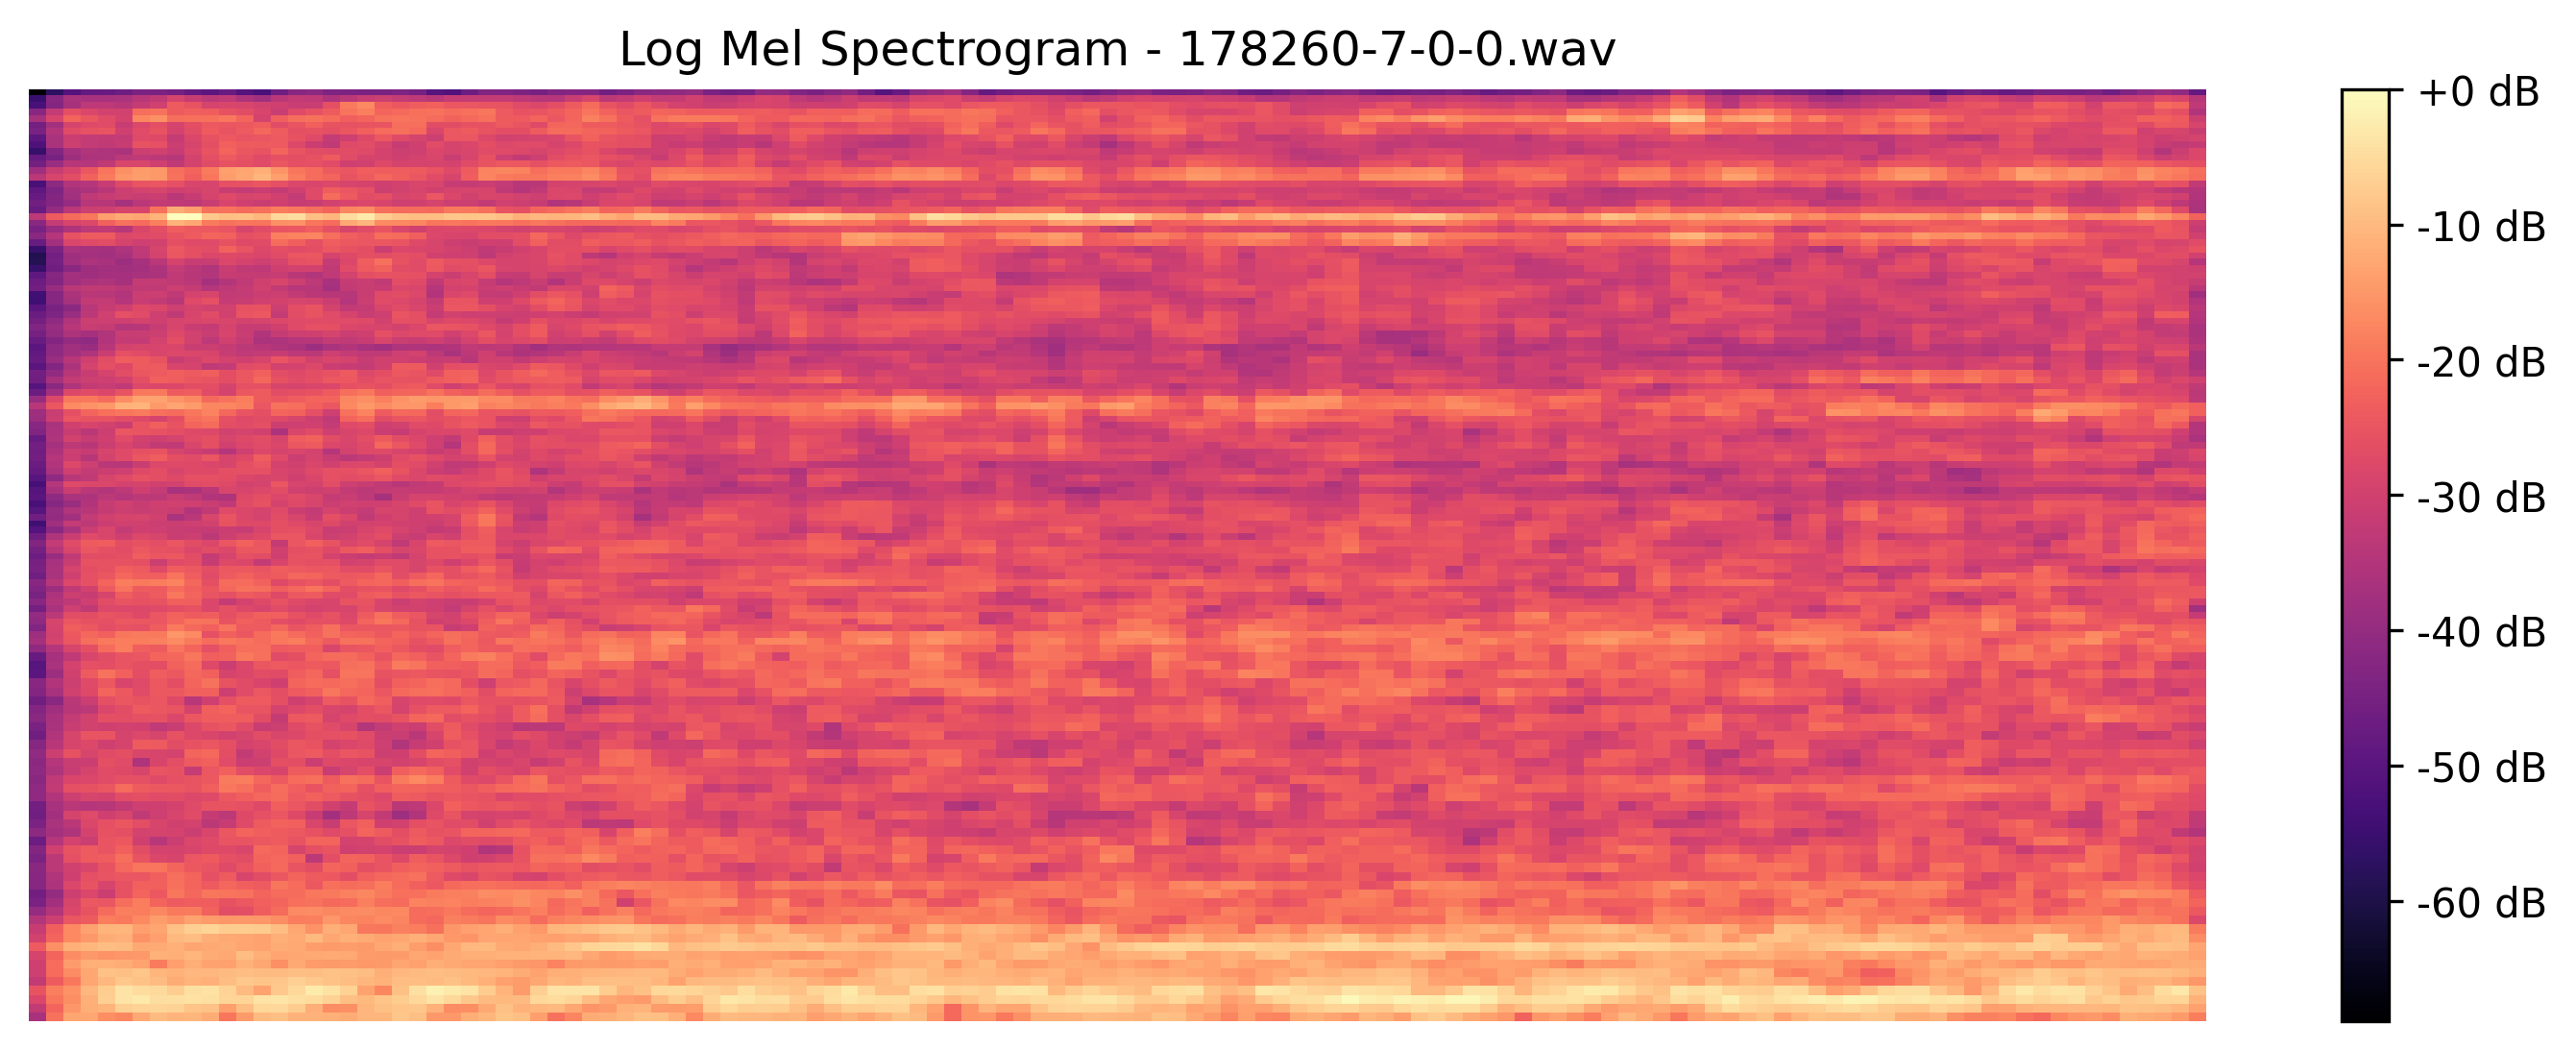 Log Mel Spectrogram - 178260-7-0-0.wav
+0 dB
-10 dB
-20 dB
-30 dB
-40 dB
-50 dB
-60 dB